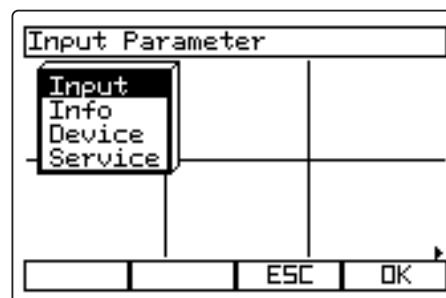 Input Parameter
Input
Info
Device
Service
ESC OK